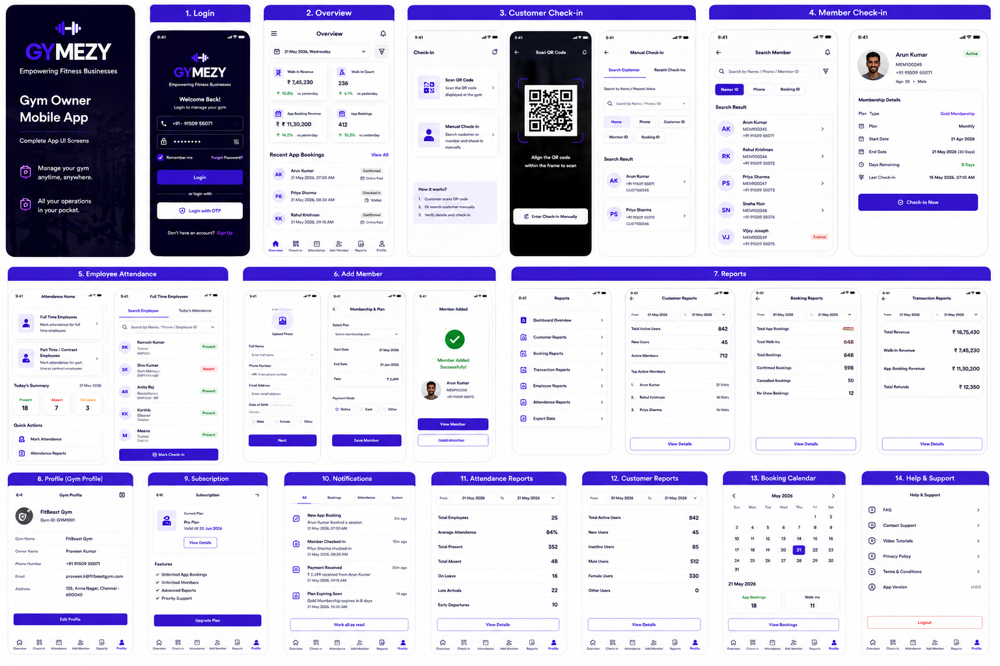 GYMEZY
Empowering Fitness Businesses
Gym Owner
Mobile App
Complete App UI Screens
Manage your gym
anytime, anywhere.
All your operations
in your pocket.
1. Login
9:41
GYMEZY
Empowering Fitness Businesses
Welcome Back!
Login to manage your gym
+91 - 91509 55071
Remember me
Forgot Password?
Login
or login with
Login with OTP
Don't have an account? Sign Up
2. Overview
Overview
21 May 2026, Wednesday
Walk-in Revenue
₹ 7,45,230
↑ 10.8% vs yesterday
Walk-in Count
236
↑ 6.1% vs yesterday
App Booking Revenue
₹ ₹ 11,30,200
↑ 14.2% vs yesterday
App Bookings
412
↑ 15.3% vs yesterday
Recent App Bookings
View All
AK
Arun Kumar
21 May 2026, 07:00 AM
Confirmed
Online Paid
PR
Priya Sharma
21 May 2026, 08:30 AM
Checked In
Wallet
KK
Rahul Krishnan
21 May 2026, 09:15 AM
Confirmed
Online Paid
Overview
Check-in
Attendance
Add Member
Reports
Profile
3. Customer Check-in
9:41
Check-in
Scan QR Code
Scan the QR code
displayed at the gym
Manual Check-in
Search customer or
member and check-in
manually
How it works?
1. Customer scans QR code
2. Or search customer manually
3. Verify details and check-in
9:41
Scan QR Code
Align the QR code
within the frame to scan
Enter Check-in Manually
9:41
Manual Check-in
Search Customer
Recent Check-ins
Search by Name / Phone / ID
Name
Phone
Customer ID
Member ID
Booking ID
Search Result
AK
Arun Kumar
+91 91509 55071
CUST100045
PS
Priya Sharma
+91 91509 55072
CUST100046
4. Member Check-in
9:41
Search Member
Search by Name / Phone / Member ID
Phone
Booking ID
Search Result
AK
Arun Kumar
MEM100045
+91 91509 55071
RK
Rahul Krishnan
MEM100046
+91 91509 55072
PS
Priya Sharma
MEM100047
+91 91509 55073
SN
Sneha Nair
MEM100048
+91 91509 55074
VJ
Vijay Joseph
MEM100049
+91 91509 55075
Expired
9:41
Arun Kumar
Active
MEM100045
+91 91509 55071
Age: 28 • Male
Membership Details
Plan Type
Gold Membership
Plan
Monthly
Start Date
21 Apr 2026
End Date
21 May 2026 (30 Days)
Days Remaining
8 Days
Last Check-in
18 May 2026, 07:10 AM
Check-in Now
5. Employee Attendance
9:41
Attendance Home
Full Time Employees
Mark attendance for full
time employees
Part Time / Contract
Employees
Mark attendance for part
time or contract employees
Today's Summary
21 May 2026
Present
18
Absent
7
On Leave
3
Quick Actions
Mark Attendance
Attendance Reports
9:41
Full Time Employees
Search Employee
Today's Attendance
Search by Name / Phone / Employee ID
RK
Ramesh Kumar
Trainer
Present
SK
Siva Kumar
Gym Manager
Absent
AR
Anita Raj
Present
KK
Karthik
Cleaner
Present
M
Meena
Trainer
Present
Mark Check-in
6. Add Member
9:41
Upload Photo
Full Name
Enter full name
Phone Number
+91 Enter phone number
Email Address
Enter email address
Date of Birth
Gender
Male
Female
Other
Next
9:41
Membership & Plan
Select Plan
Select membership plan
Start Date
21 May 2026
End Date
21 Jun 2026
Fees
₹ 2,499
Payment Mode
Online
Cash
Other
Save Member
9:41
Member Added
Member Added
Successfully!
Arun Kumar
+91 91509 55073
View Member
Another
7. Reports
9:41
Reports
Dashboard Overview
Customer Reports
Booking Reports
Transaction Reports
Employee Reports
Attendance Reports
Export Data
9:41
Customer Reports
From 01 May 2026
21 May 2026
Total Active Users
842
New Users
45
Active Members
712
Top Active Members
1. Arun Kumar
21 Visits
2. Rahul Krishnan
18 Visits
3. Priya Sharma
16 Visits
View Details
9:41
Booking Reports
From 01 May 2026
21 May 2026
Total App Bookings
Total Walk-ins
648
Total Bookings
648
Confirmed Bookings
598
Cancelled Bookings
50
No Show Bookings
12
View Details
9:41
Transaction Reports
From 01 May 2026
21 May 2026
Total Revenue
₹ 18,75,430
Walk-in Revenue
₹ 7,45,230
App Booking Revenue
₹ 11,30,200
Total Refunds
₹ 12,350
View Details
8. Profile (Gym Profile)
Gym Profile
FitBeast Gym
Gym ID: GYM1001
Gym Name
FitBeast Gym
Owner Name
Praveen Kumar
Phone Number
+91 91509 55071
Email
praveen.k@fitbeastgym.com
Address
128, Anna Nagar, Chennai -
600040
Edit Profile
Overview
Check-in
Attendance
Add Member
Reports
Profile
9. Subscription
Subscription
Current Plan
Pro Plan
Valid till 20 Jun 2026
View Details
Features
Unlimited App Bookings
Unlimited Members
Advanced Reports
Priority Support
Upgrade Plan
Overview
Check-in
Attendance
Add Member
Reports
Profile
10. Notifications
All
Bookings
Attendance
System
New App Booking
Arun Kumar booked a session
21 May 2026, 07:00 AM
2m ago
Member Checked-in
Priya Sharma checked-in
21 May 2026, 08:30 AM
10m ago
Payment Received
₹ 2,499 received from Arun Kumar
21 May 2026, 09:15 AM
35m ago
Plan Expiring Soon
Gold Membership expires in 8 days
21 May 2026, 10:30 AM
1d ago
Mark all as read
Overview
Check-in
Attendance
Add Member
Reports
Profile
11. Attendance Reports
From 01 May 2026
To 21 May 2026
Total Employees
25
Average Attendance
84%
Total Present
352
Total Absent
48
On Leave
16
Late Arrivals
22
Early Departures
10
View Details
Overview
Check-in
Attendance
Add Member
Reports
Profile
12. Customer Reports
From 01 May 2026
To 21 May 2026
Total Active Users
842
New Users
45
Inactive Users
85
Male Users
512
Female Users
330
Other Users
0
View Details
Overview
Check-in
Attendance
Add Member
Reports
Profile
13. Booking Calendar
May 2026
Sun Mon Tue Wed Thu Fri Sat
1 2
3 4 5 6 7 8 9
10 11 12 13 14 15 16
17 18 19 20 21 22 23
24 25 26 27 28 29 30
31
21 May 2026
App Bookings
18
Walk-ins
11
View Bookings
Overview
Check-in
Attendance
Add Member
Reports
Profile
14. Help & Support
Help & Support
FAQ
Contact Support
Video Tutorials
Privacy Policy
Terms & Conditions
App Version
v1.0.0
Logout
Overview
Check-in
Attendance
Add Member
Reports
Profile